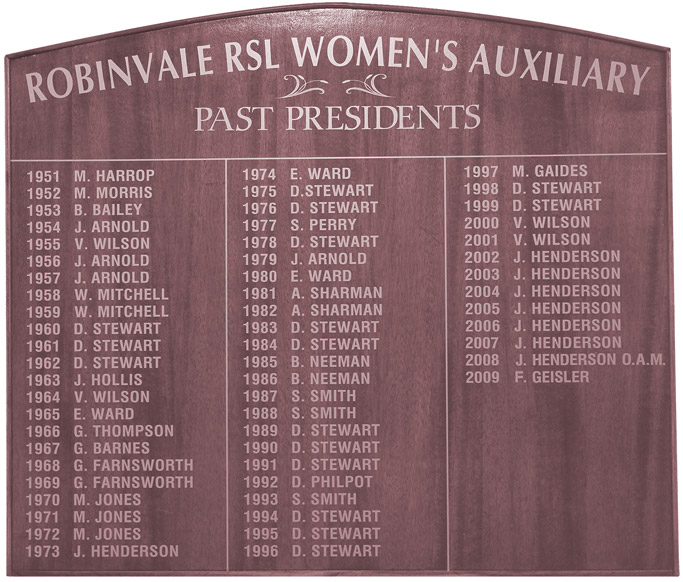 ROBINVALE RSL WOMEN'S AUXILIARY
PAST PRESIDENTS
1951 M. HARROP
1952 M. MORRIS
1953 B. BAILEY
1954 J. ARNOLD
1955 V. WILSON
1956 J. ARNOLD
1957 J. ARNOLD
1958 W. MITCHELL
1959 W. MITCHELL
1960 D. STEWART
1961 D. STEWART
1962 D. STEWART
1963 J. HOLLIS
1964 V. WILSON
1965 E. WARD
1966 G. THOMPSON
1967 G. BARNES
1968 G. FARNSWORTH
1969 G. FARNSWORTH
1970 M. JONES
1971 M. JONES
1972 M. JONES
1973 J. HENDERSON
1974 E. WARD
1975 D.STEWART
1976 D. STEWART
1977 S. PERRY
1978 D. STEWART
1979 J. ARNOLD
1980 E. WARD
1981 A. SHARMAN
1982 A. SHARMAN
1983 D. STEWART
1984 D. STEWART
1985 B. NEEMAN
1986 B. NEEMAN
1987 S. SMITH
1988 S. SMITH
1989 D. STEWART
1990 D. STEWART
1991 D. STEWART
1992 D. PHILPOT
1993 S. SMITH
1994 D. STEWART
1995 D. STEWART
1996 D. STEWART
1997 M. GAIDES
1998 D. STEWART
1999 D. STEWART
2000 V. WILSON
2001 V. WILSON
2002 J. HENDERSON
2003 J. HENDERSON
2004 J. HENDERSON
2005 J. HENDERSON
2006 J. HENDERSON
2007 J. HENDERSON
2008 J. HENDERSON O.A.M.
2009 F. GEISLER